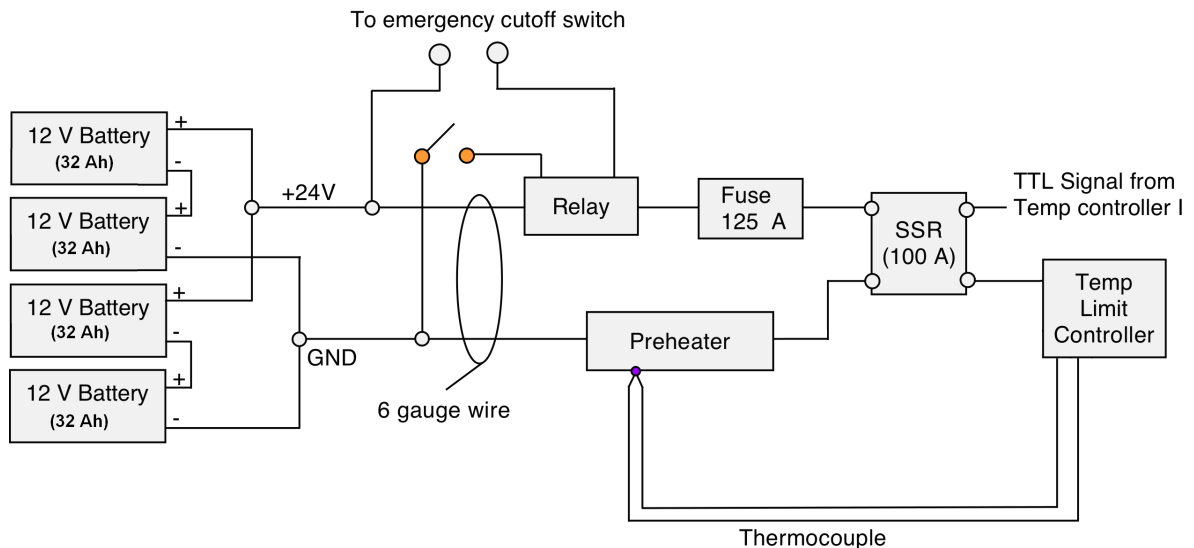 To emergency cutoff switch
12 V Battery
(32 Ah)
+
-
12 V Battery
(32 Ah)
+
-
12 V Battery
(32 Ah)
+
-
12 V Battery
(32 Ah)
+
-
+24V
GND
6 gauge wire
Relay
Fuse
125 A
SSR
(100 A)
TTL Signal from
Temp controller I
Preheater
Temp
Limit
Controller
Thermocouple